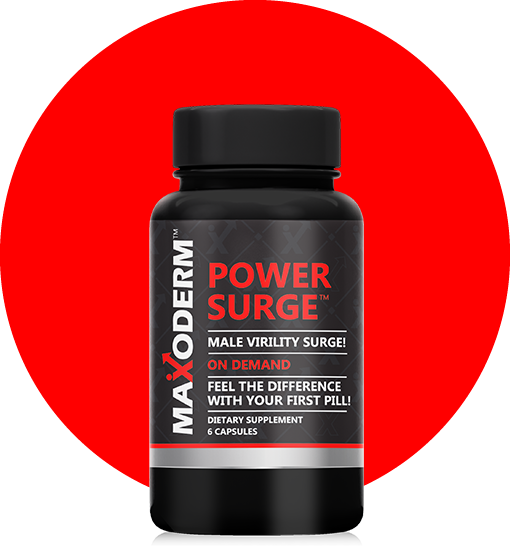 MAXODERM™
POWER
SURGE™
MALE VIRILITY SURGE!
ON DEMAND
FEEL THE DIFFERENCE
WITH YOUR FIRST PILL!
DIETARY SUPPLEMENT
6 CAPSULES